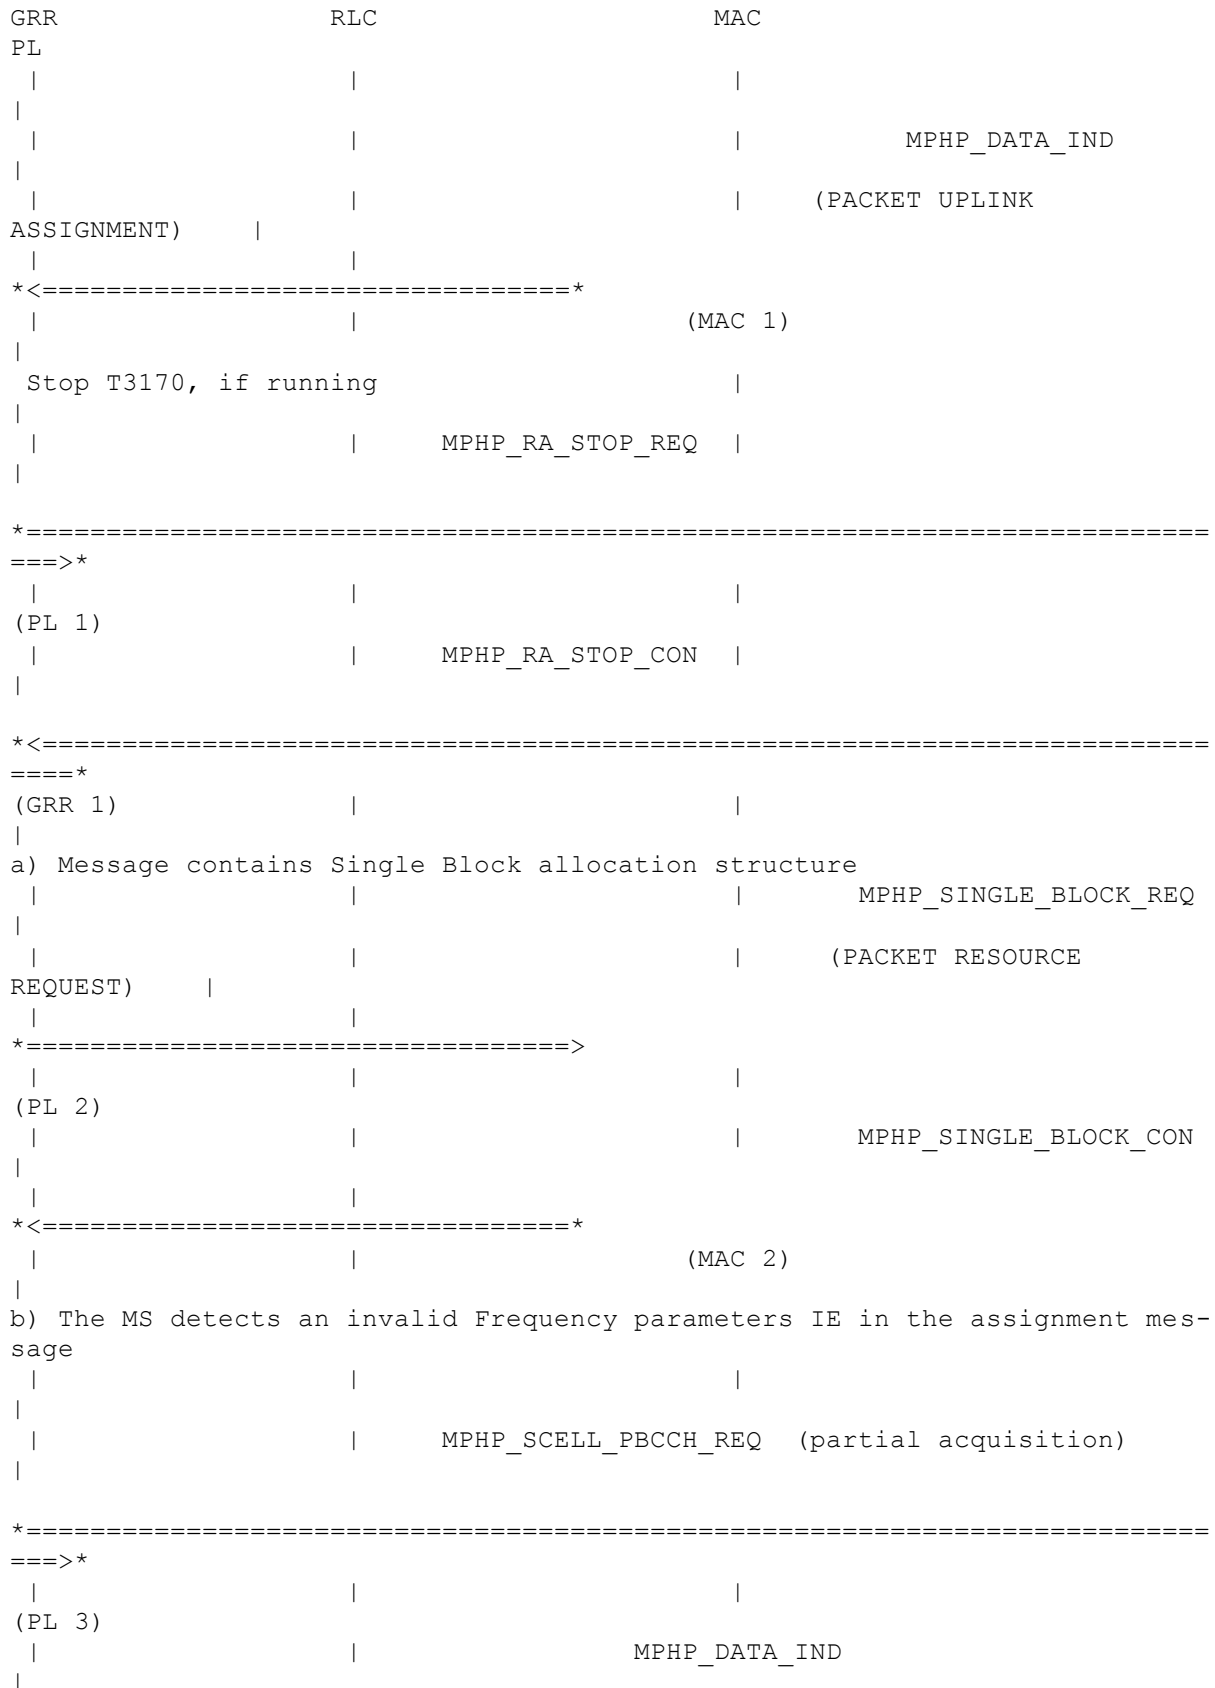 GRR                 RLC                     MAC
PL
 |                   |                       |
|
 |                   |                       |          MPHP_DATA_IND
|
 |                   |                       |    (PACKET UPLINK
ASSIGNMENT)    |
 |                   |
*<=================================*
 |                   |                    (MAC 1)
|
 Stop T3170, if running                      |
|
 |                   |     MPHP_RA_STOP_REQ  |
|
*==========================================================================
===>*
 |                   |                       |
(PL 1)
 |                   |     MPHP_RA_STOP_CON  |
|
*<=========================================================================
====*
(GRR 1)              |                       |
|
a) Message contains Single Block allocation structure
 |                   |                       |       MPHP_SINGLE_BLOCK_REQ
|
 |                   |                       |     (PACKET RESOURCE
REQUEST)    |
 |                   |
*==================================>
 |                   |                       |
(PL 2)
 |                   |                       |       MPHP_SINGLE_BLOCK_CON
|
 |                   |
*<=================================*
 |                   |                    (MAC 2)
|
b) The MS detects an invalid Frequency parameters IE in the assignment mes-
sage
 |                   |                       |
|
 |                   |     MPHP_SCELL_PBCCH_REQ  (partial acquisition)
|
*==========================================================================
===>*
 |                   |                       |
(PL 3)
 |                   |                 MPHP_DATA_IND
|